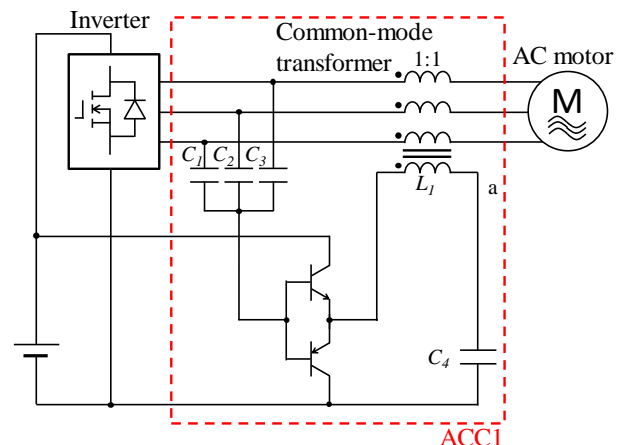 Inverter
Common-mode
transformer
1:1
AC motor
M
C1 C2 C3
L1
a
C4
ACC1